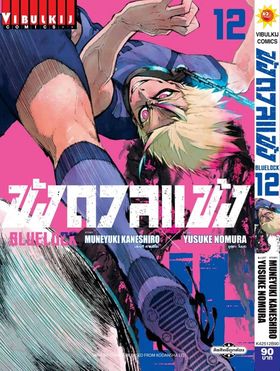 VIBULKIJ
COMICS
12
ขังดวลแข้ง
BLUELOCK
MUNEYUKI KANESHIRO
YUSUKE NOMURA
VIBULKIJ
COMICS
ขังดวลแข้ง
BLUELOCK
12
MUNEYUKI KANESHIRO
YUSUKE NOMURA
K42512B90
90
บาท